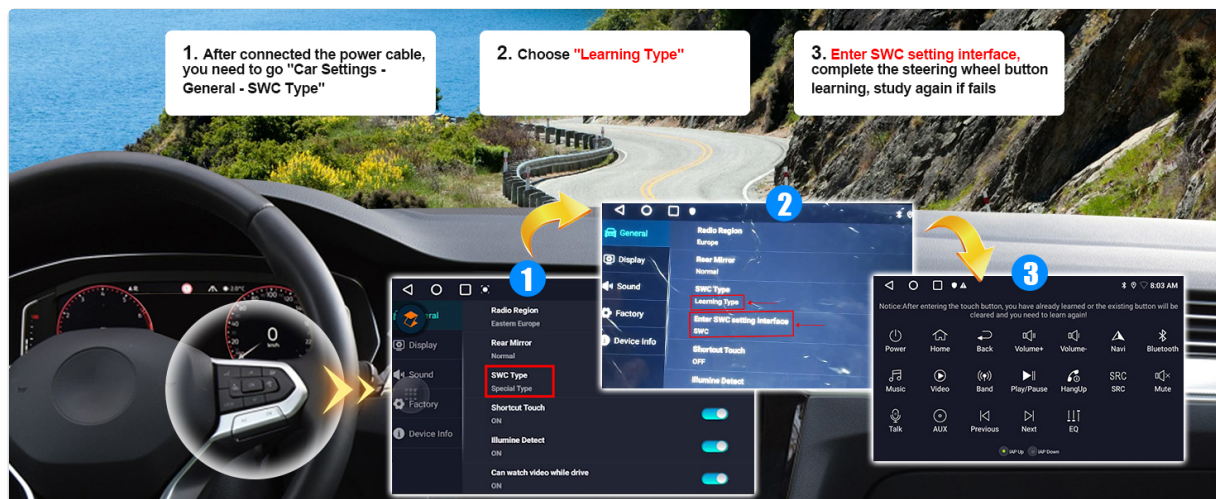 1. After connected the power cable,
you need to go "Car Settings -
General - SWC Type"
2. Choose "Learning Type"
3. Enter SWC setting interface,
complete the steering wheel button
learning, study again if fails
1
Radio Region
Eastern Europe
Display
Rear Mirror
Normal
Sound
SWC Type
Special Type
Factory
Shortcut Touch
ON
Device Info
Illumine Detect
ON
Can watch video while drive
ON
0
km/h
2
General
Radio Region
Europe
Display
Rear Mirror
Normal
Sound
SWC Type
Learning Type
Factory
Enter SWC setting interface
SWC
Device Info
Shortcut Touch
OFF
Illumine Detect
3
8:03 AM
Notice:After entering the touch button, you have already learned or the existing button will be
cleared and you need to learn again!
Power Home Back Volume+ Volume- Navi Bluetooth
Music Video Band Play/Pause HangUp SRC SRC Mute
Talk AUX Previous Next EQ
IAP Up IAP Down